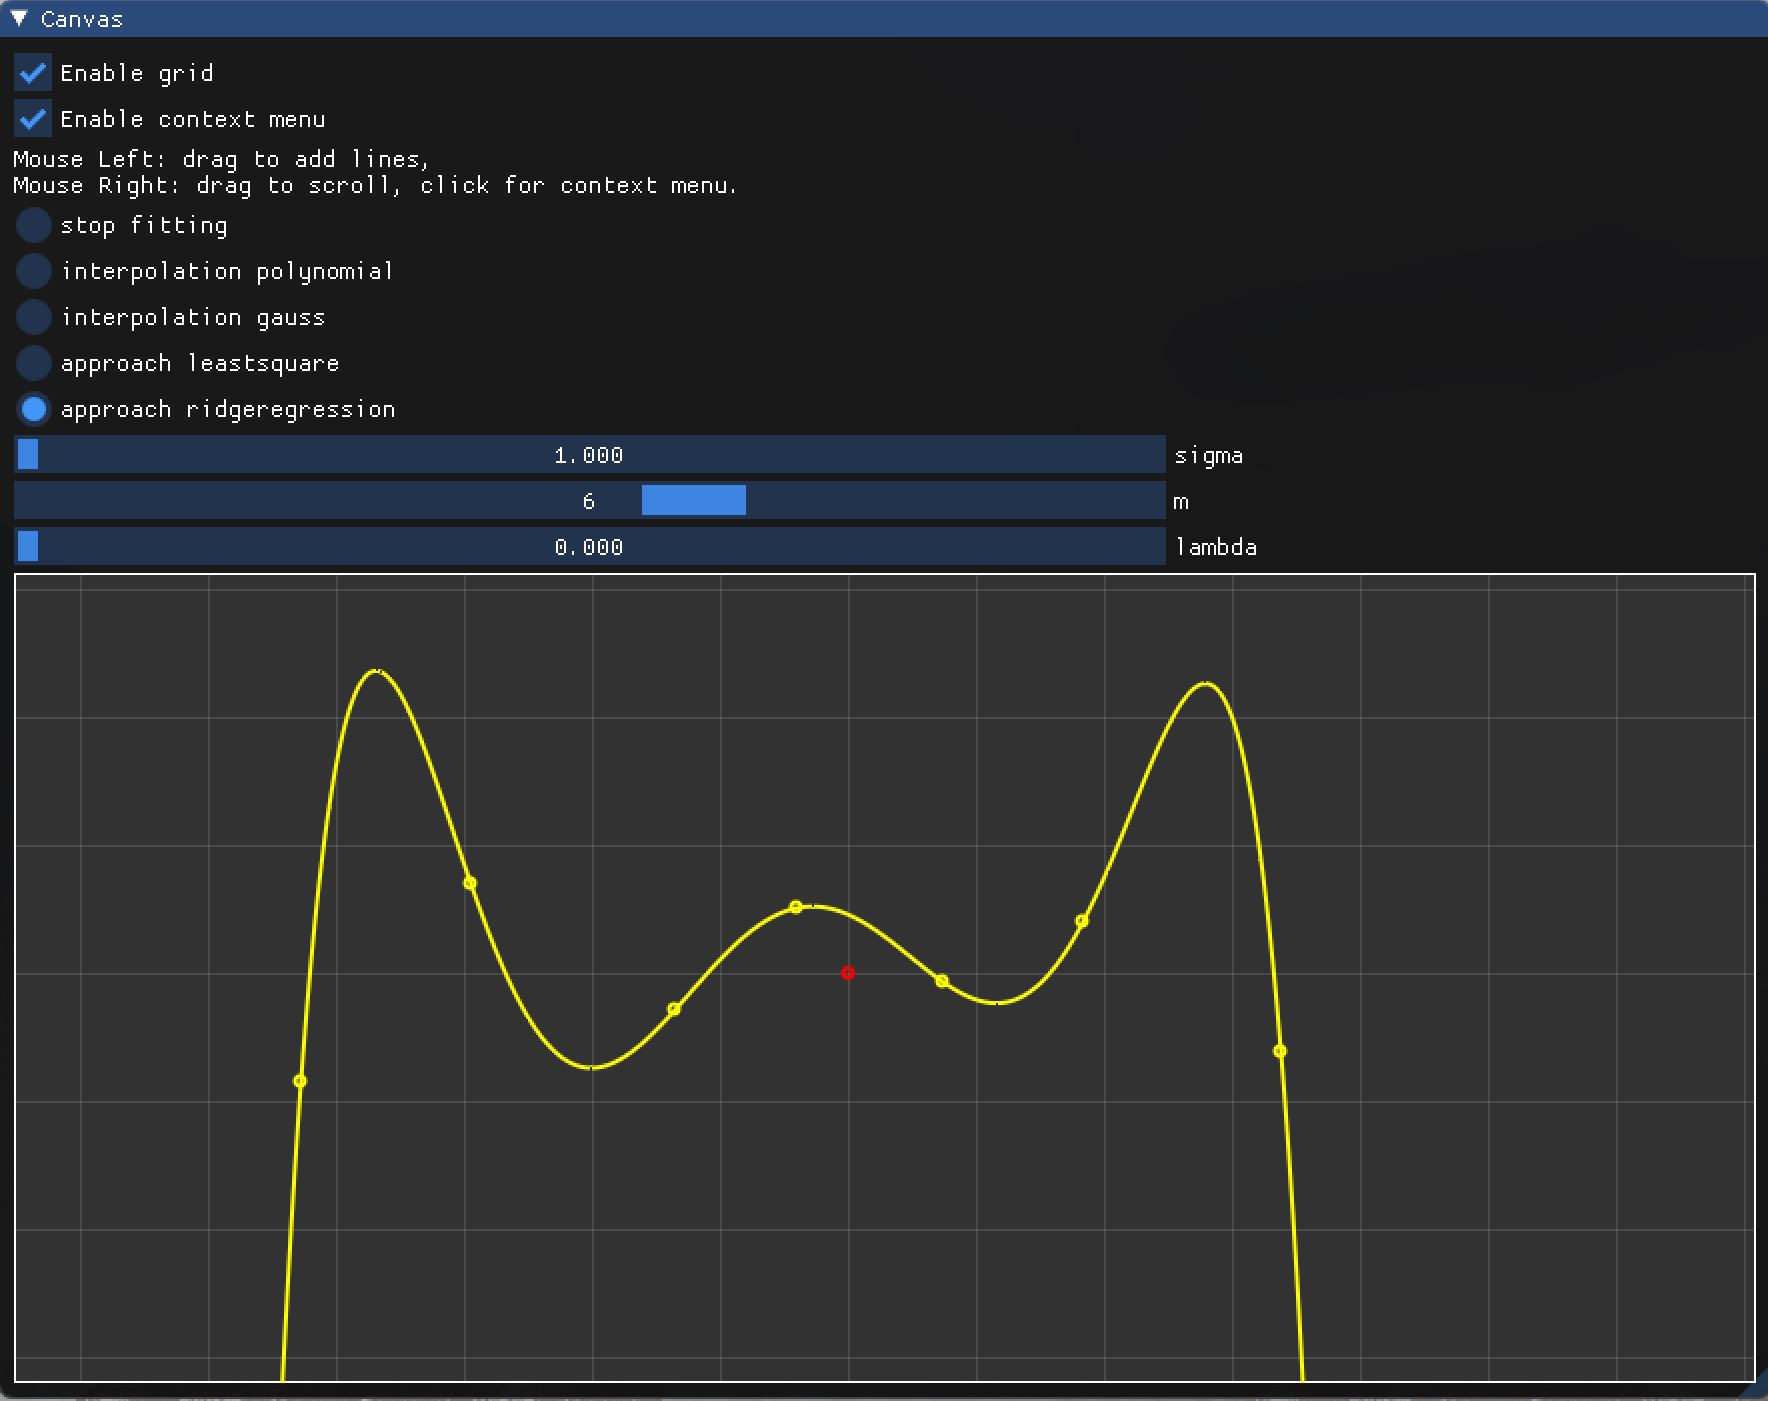 Canvas
Enable grid
Enable context menu
Mouse Left: drag to add lines,
Mouse Right: drag to scroll, click for context menu.
stop fitting
interpolation polynomial
interpolation gauss
approach leastsquare
approach ridgeregression
1.000 sigma
6 m
0.000 lambda